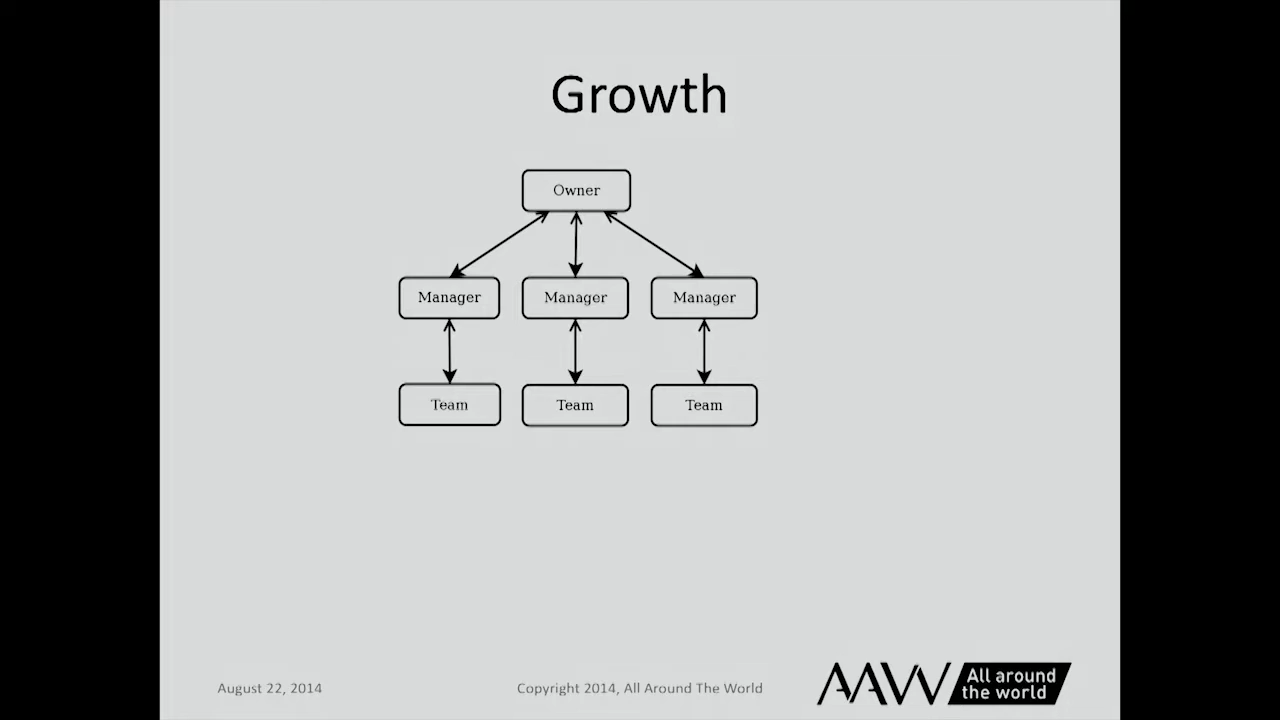 Growth
Owner
Manager Manager Manager
Team Team Team
August 22, 2014
Copyright 2014, All Around The World
AAW All around
the world